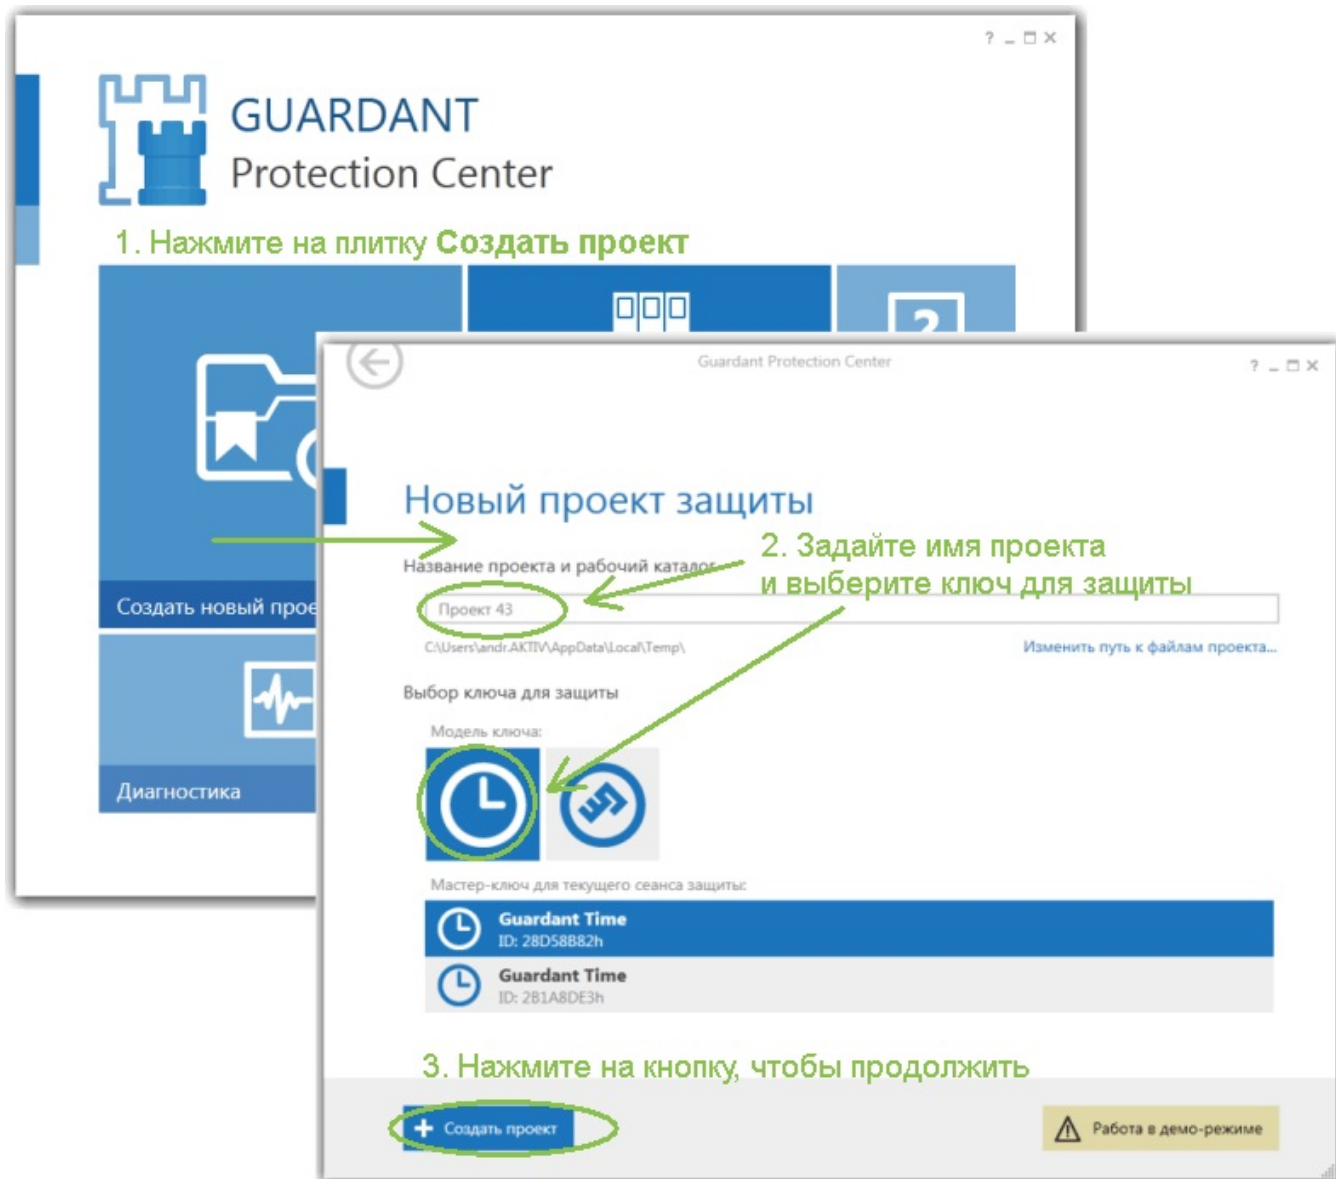 GUARDANT
Protection Center
1. Нажмите на плитку Создать проект
Создать новый прое
Диагностика
Guardant Protection Center
Новый проект защиты
2. Задайте имя проекта
и выберите ключ для защиты
Название проекта и рабочий каталог
Проект 43
C:\Users\andr.AKTIV\AppData\Local\Temp\
Изменить путь к файлам проекта...
Выбор ключа для защиты
Модель ключа:
Мастер-ключ для текущего сеанса защиты:
Guardant Time
ID: 28D58B82h
Guardant Time
ID: 2B1A8DE3h
3. Нажмите на кнопку, чтобы продолжить
+ Создать проект
Работа в демо-режиме